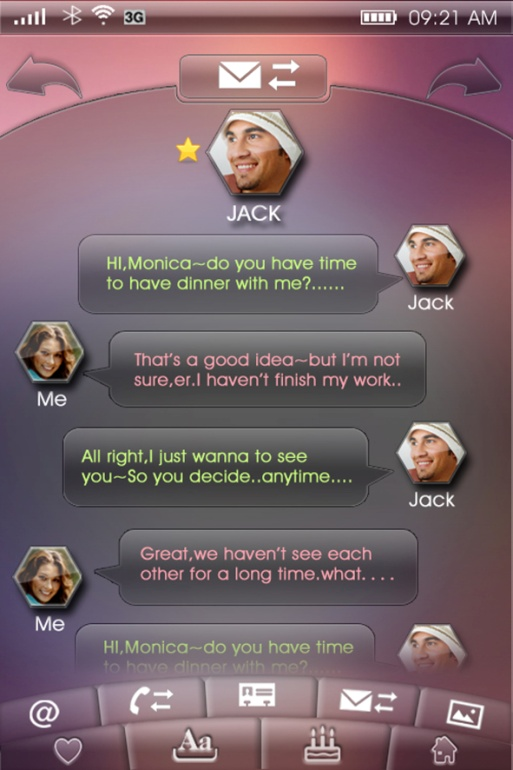 3G
09:21 AM
JACK
HI,Monica~do you have time
to have dinner with me?......
Jack
That's a good idea~but I'm not
sure,er.I haven't finish my work..
Me
All right,I just wanna to see
you~So you decide..anytime....
Jack
Great,we haven't see each
other for a long time.what. . . .
Me
HI,Monica~do you have time
to have dinner with me?......
@
Aa